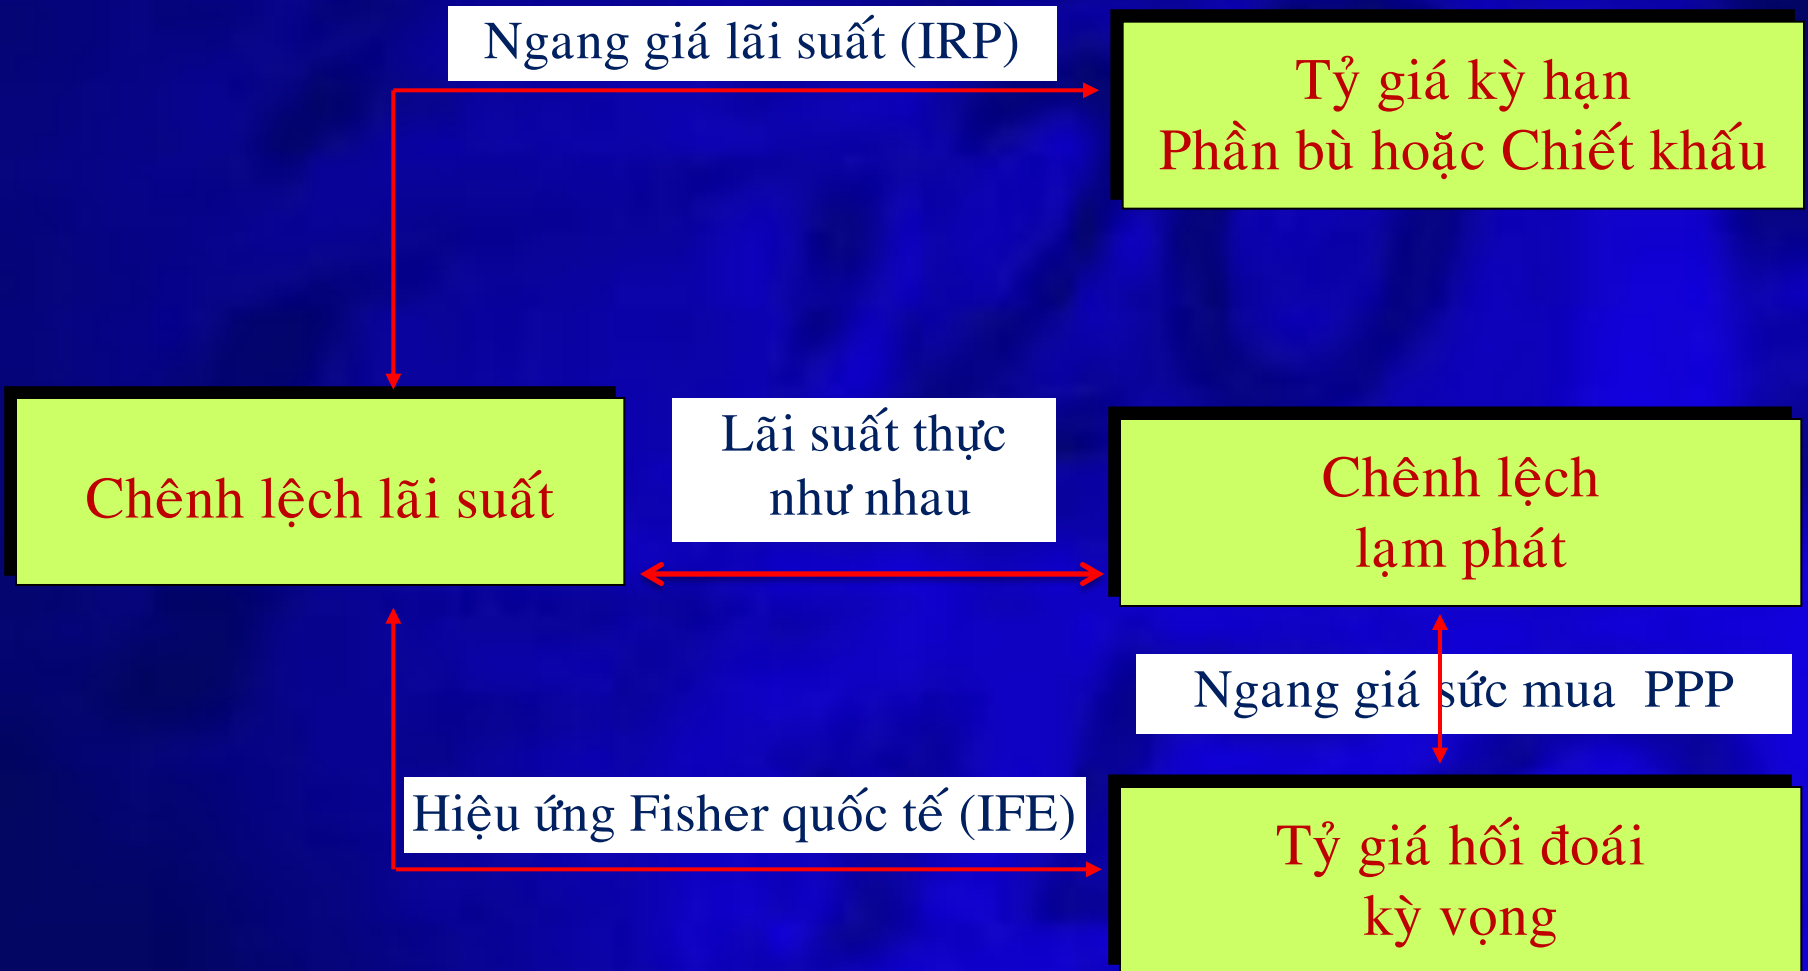 Ngang giá lãi suất (IRP)
Tỷ giá kỳ hạn
Phần bù hoặc Chiết khấu
Chênh lệch lãi suất
Lãi suất thực
như nhau
Chênh lệch
lạm phát
Ngang giá sức mua PPP
Hiệu ứng Fisher quốc tế (IFE)
Tỷ giá hối đoái
kỳ vọng